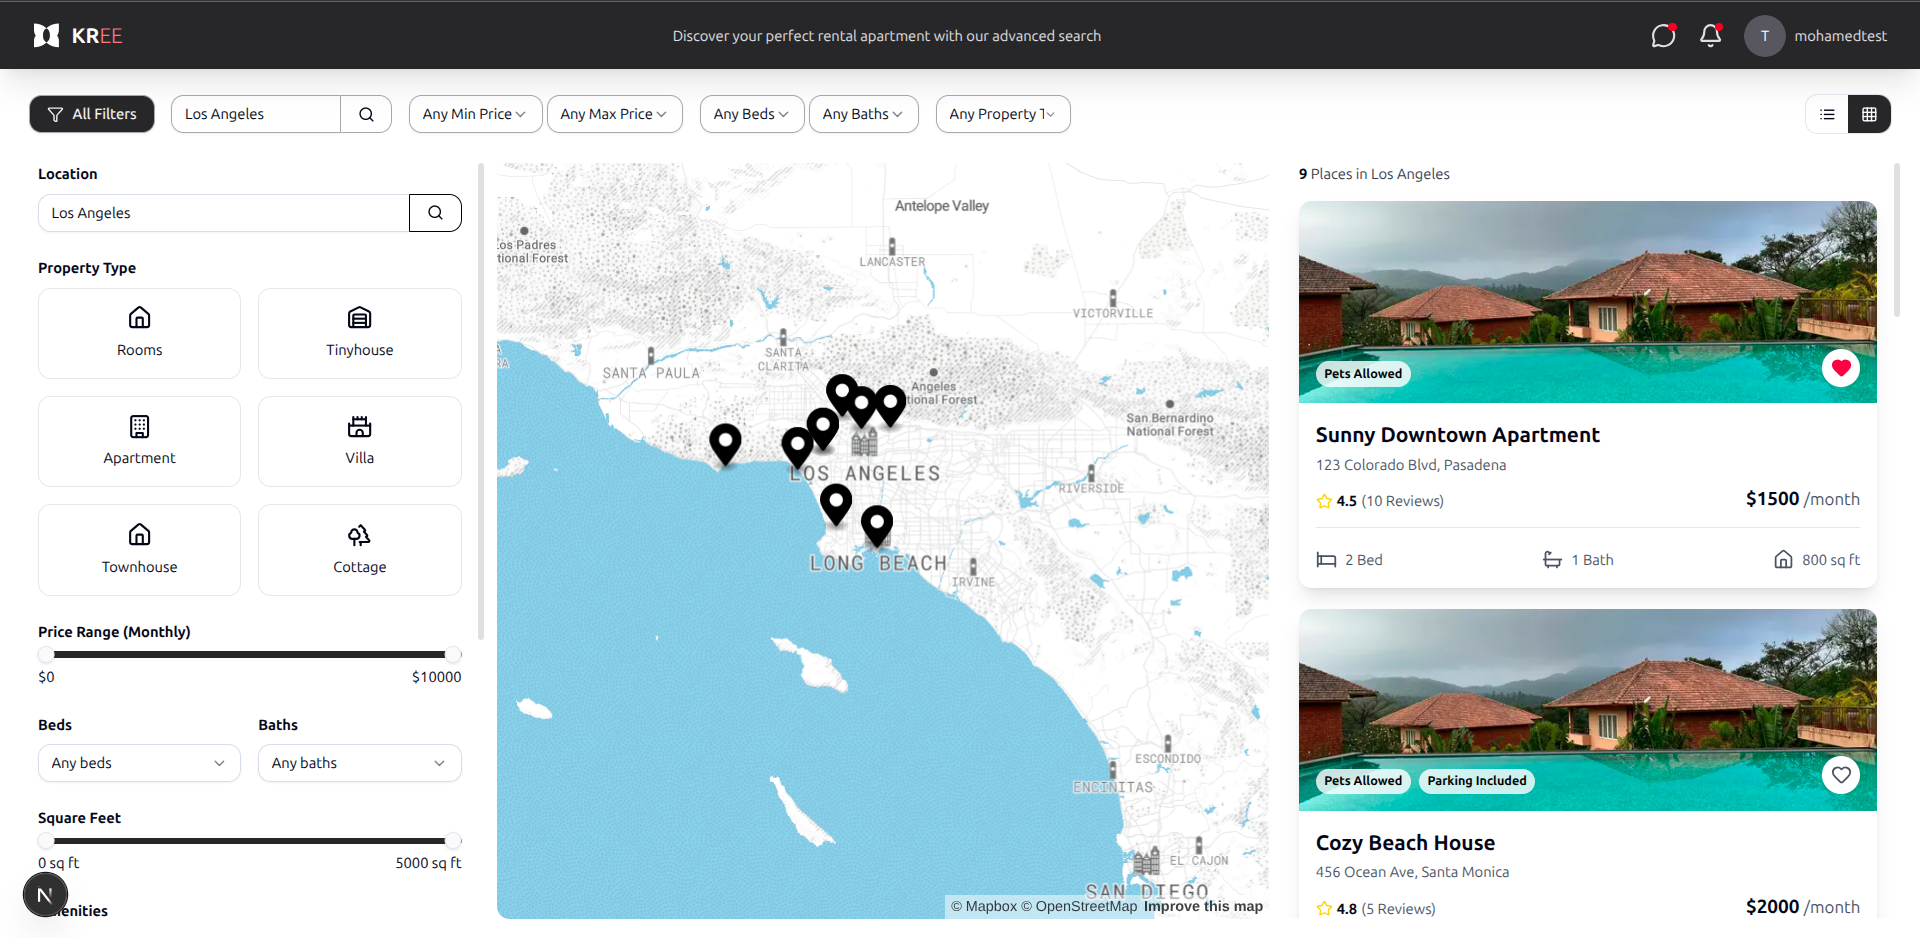 KREE
Discover your perfect rental apartment with our advanced search
T
mohamedtest
All Filters
Los Angeles
Any Min Price
Any Max Price
Any Beds
Any Baths
Any Property T
Location
Los Angeles
Property Type
Rooms
Tinyhouse
Apartment
Villa
Townhouse
Cottage
Price Range (Monthly)
$0
$10000
Beds
Baths
Any beds
Any baths
Square Feet
0 sq ft
5000 sq ft
N
enities
Antelope Valley
Los Padres
tional Forest
LANCASTER
VICTORVILLE
SANTA
CLARITA
SANTA PAULA
RA
Angeles
tional Forest
San Bernardino
National Forest
LOS ANGELES
RIVERSIDE
LONG BEACH
IRVINE
ESCONDIDO
ENCINITAS
EL CAJON
SAN DIEGO
© Mapbox © OpenStreetMap Improve this map
9 Places in Los Angeles
Pets Allowed
Sunny Downtown Apartment
123 Colorado Blvd, Pasadena
4.5 (10 Reviews)
$1500 /month
2 Bed
1 Bath
800 sq ft
Pets Allowed
Parking Included
Cozy Beach House
456 Ocean Ave, Santa Monica
4.8 (5 Reviews)
$2000 /month